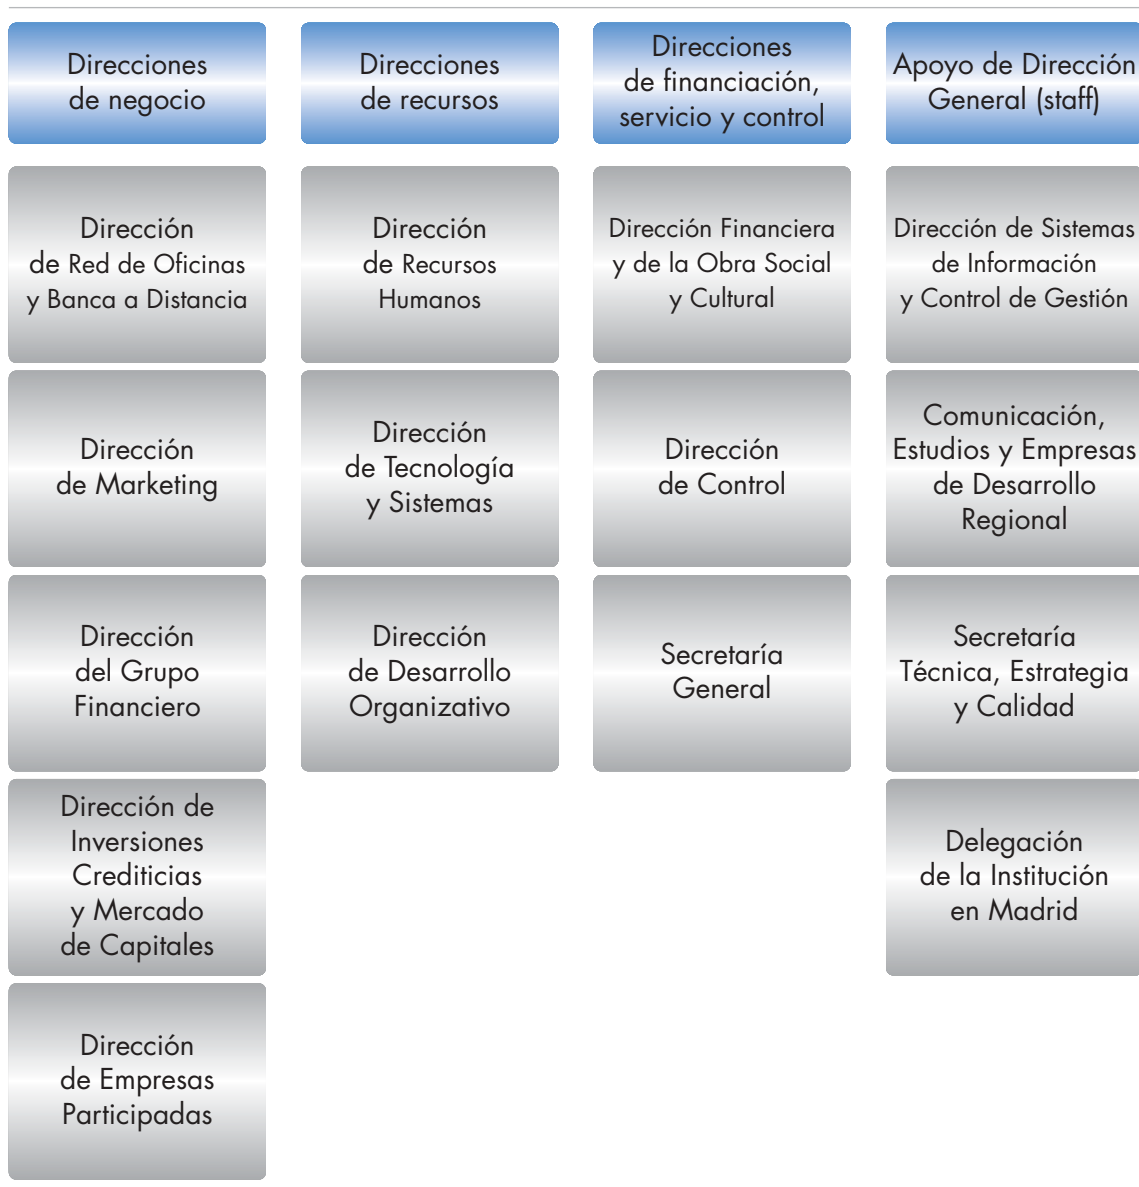 Direcciones
de negocio
Direcciones
de recursos
Direcciones
de financiación,
servicio y control
Apoyo de Dirección
General (staff)
Dirección
de Red de Oficinas
y Banca a Distancia
Dirección
de Recursos
Humanos
Dirección Financiera
y de la Obra Social
y Cultural
Dirección de Sistemas
de Información
y Control de Gestión
Dirección
de Marketing
Dirección
de Tecnología
y Sistemas
Dirección
de Control
Comunicación,
Estudios y Empresas
de Desarrollo
Regional
Dirección
del Grupo
Financiero
Dirección
de Desarrollo
Organizativo
Secretaría
General
Secretaría
Técnica, Estrategia
y Calidad
Dirección de
Inversiones
Crediticias
y Mercado
de Capitales
Delegación
de la Institución
en Madrid
Dirección
de Empresas
Participadas